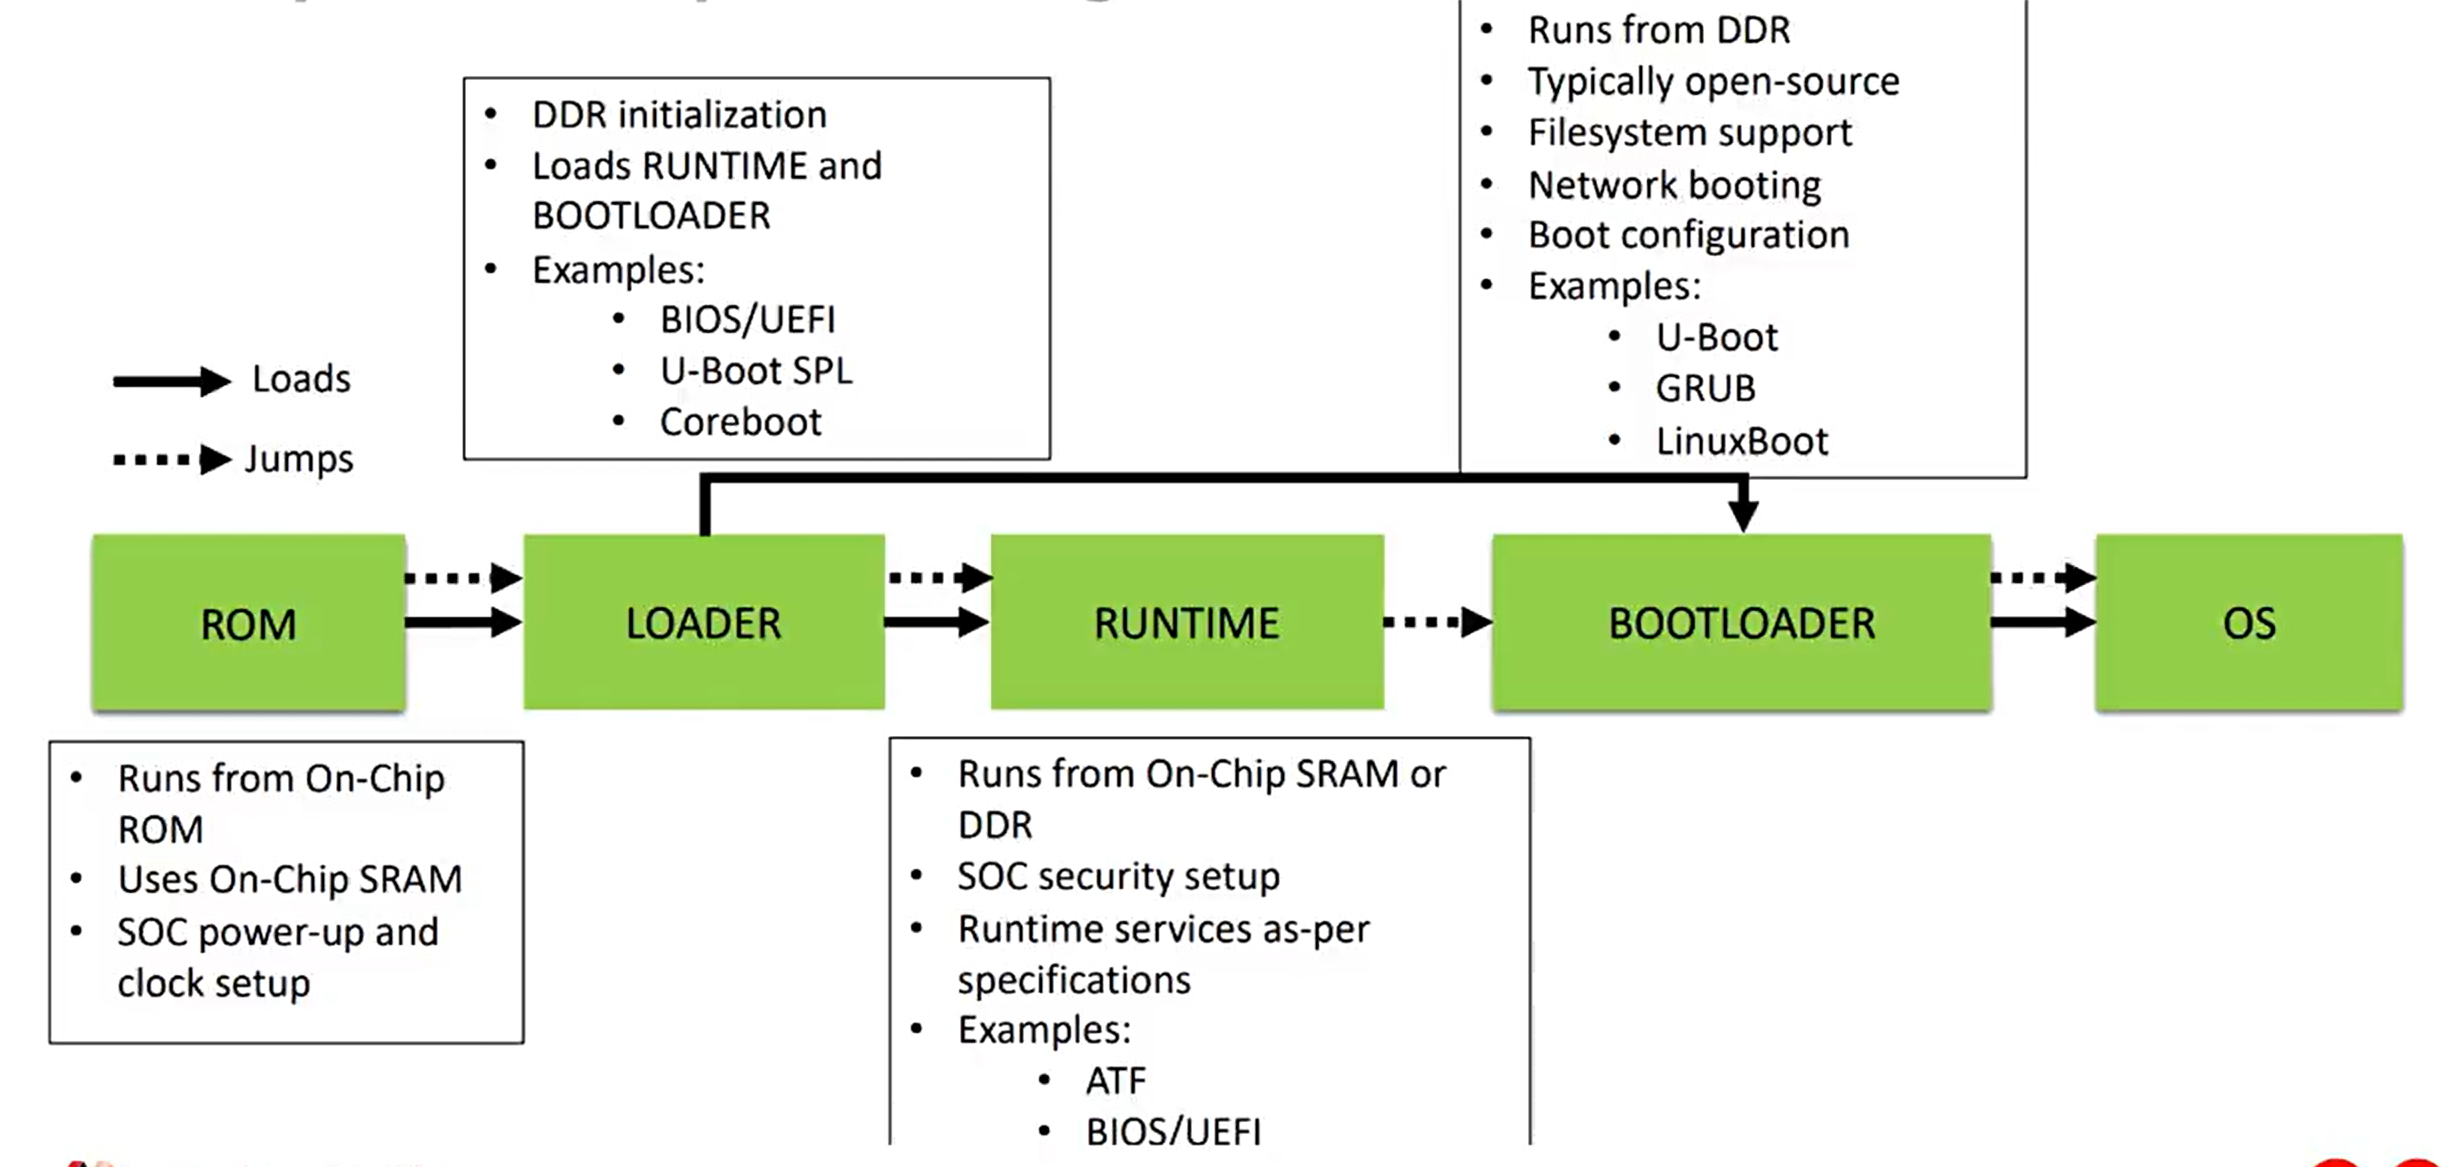 • Runs from DDR
• Typically open-source
• Filesystem support
• Network booting
• Boot configuration
• Examples:
• U-Boot
• GRUB
• LinuxBoot
• DDR initialization
• Loads RUNTIME and
BOOTLOADER
• Examples:
• BIOS/UEFI
• U-Boot SPL
• Coreboot
Loads
Jumps
ROM
LOADER
RUNTIME
BOOTLOADER
OS
• Runs from On-Chip
ROM
• Uses On-Chip SRAM
• SOC power-up and
clock setup
• Runs from On-Chip SRAM or
DDR
• SOC security setup
• Runtime services as-per
specifications
• Examples:
• ATF
• BIOS/UEFI